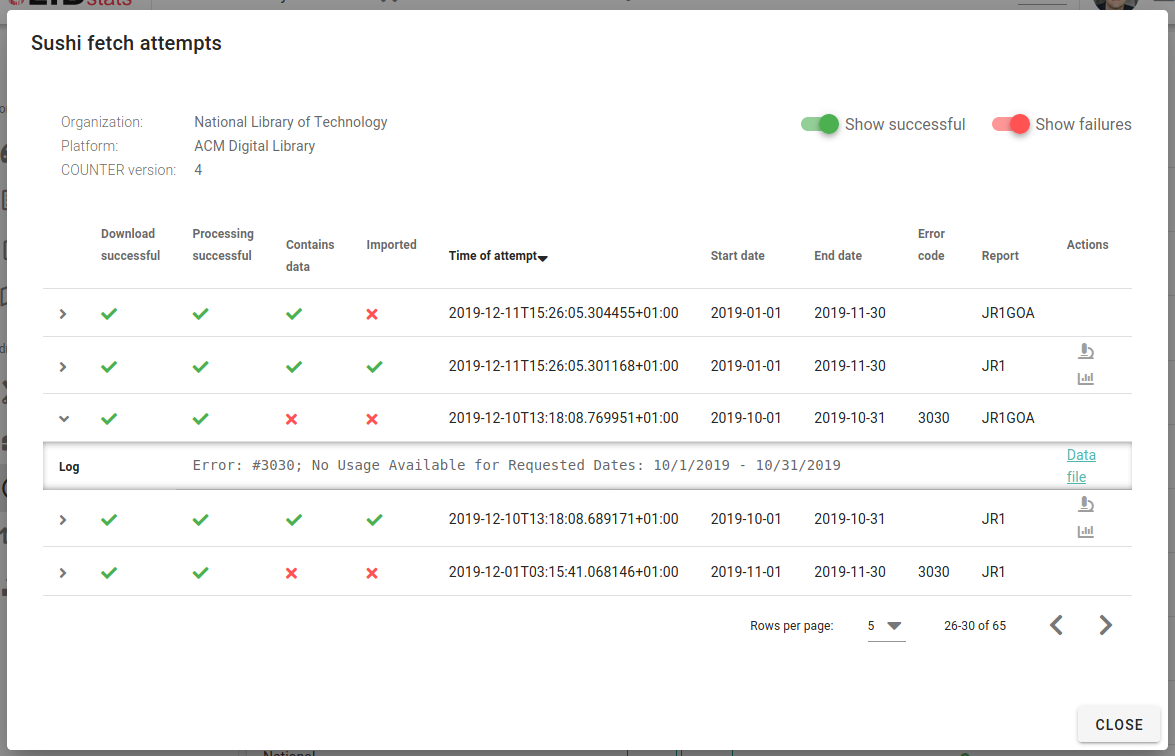 Sushi fetch attempts
Organization: National Library of Technology
Platform: ACM Digital Library
COUNTER version: 4
Show successful
Show failures
Download successful
Processing successful
Contains data
Imported
Time of attempt
Start date
End date
Error code
Report
Actions
2019-12-11T15:26:05.304455+01:00 2019-01-01 2019-11-30 JR1GOA
2019-12-11T15:26:05.301168+01:00 2019-01-01 2019-11-30 JR1
2019-12-10T13:18:08.769951+01:00 2019-10-01 2019-10-31 3030 JR1GOA
Log Error: #3030; No Usage Available for Requested Dates: 10/1/2019 - 10/31/2019 Data file
2019-12-10T13:18:08.689171+01:00 2019-10-01 2019-10-31 JR1
2019-12-01T03:15:41.068146+01:00 2019-11-01 2019-11-30 3030 JR1
Rows per page: 5 26-30 of 65
CLOSE